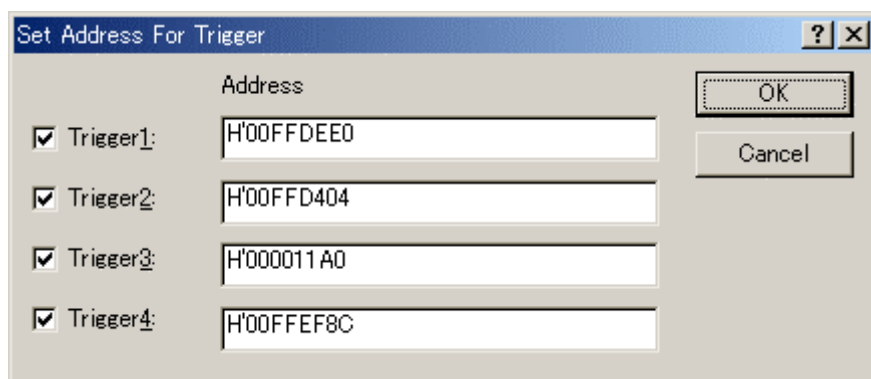 Set Address For Trigger
Address
OK
Trigger1: H'00FFDEE0
Cancel
Trigger2: H'00FFD404
Trigger3: H'000011A0
Trigger4: H'00FFEF8C